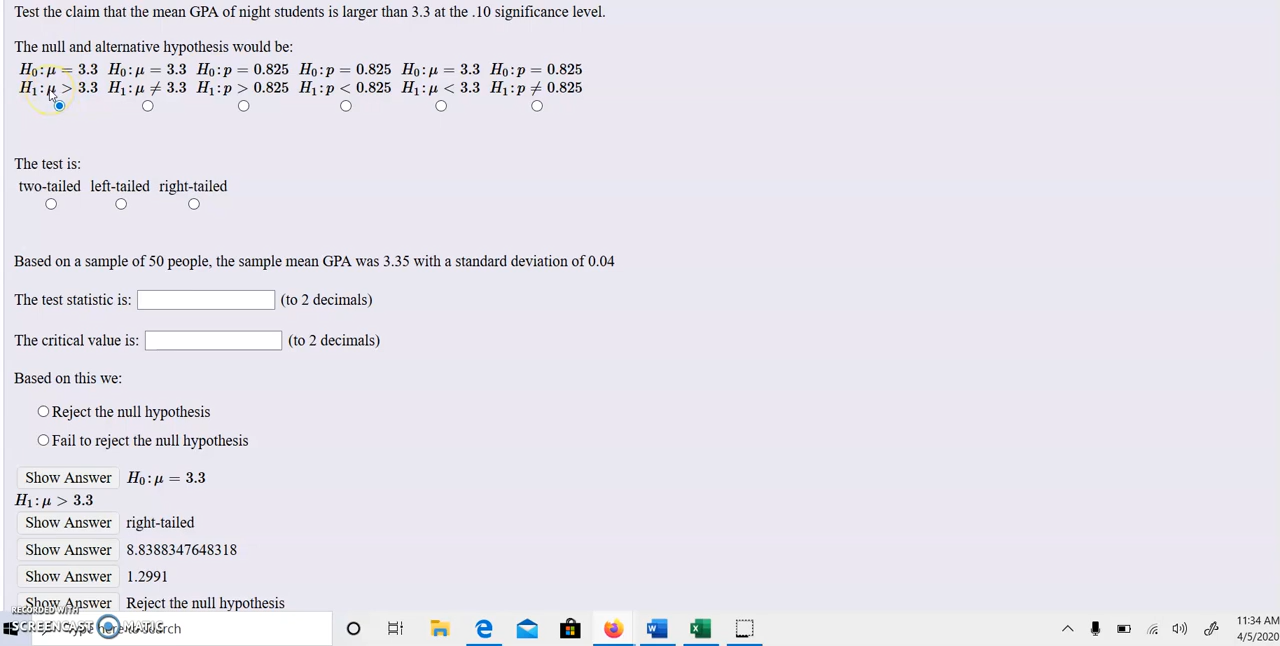 Test the claim that the mean GPA of night students is larger than 3.3 at the .10 significance level.
The null and alternative hypothesis would be:
H₀:μ = 3.3 H₀:μ = 3.3 H₀:p = 0.825 H₀:p = 0.825 H₀:μ = 3.3 H₀:p = 0.825
H₁:μ > 3.3 H₁:μ ≠ 3.3 H₁:p > 0.825 H₁:p < 0.825 H₁:μ < 3.3 H₁:p ≠ 0.825
The test is:
two-tailed left-tailed right-tailed
Based on a sample of 50 people, the sample mean GPA was 3.35 with a standard deviation of 0.04
The test statistic is: (to 2 decimals)
The critical value is: (to 2 decimals)
Based on this we:
Reject the null hypothesis
Fail to reject the null hypothesis
Show Answer H₀:μ = 3.3
H₁:μ > 3.3
Show Answer right-tailed
Show Answer 8.8388347648318
Show Answer 1.2991
Show Answer Reject the null hypothesis
RECORDED WITH
SCREENCAST MATIC
Type here to search
11:34 AM
4/5/2020